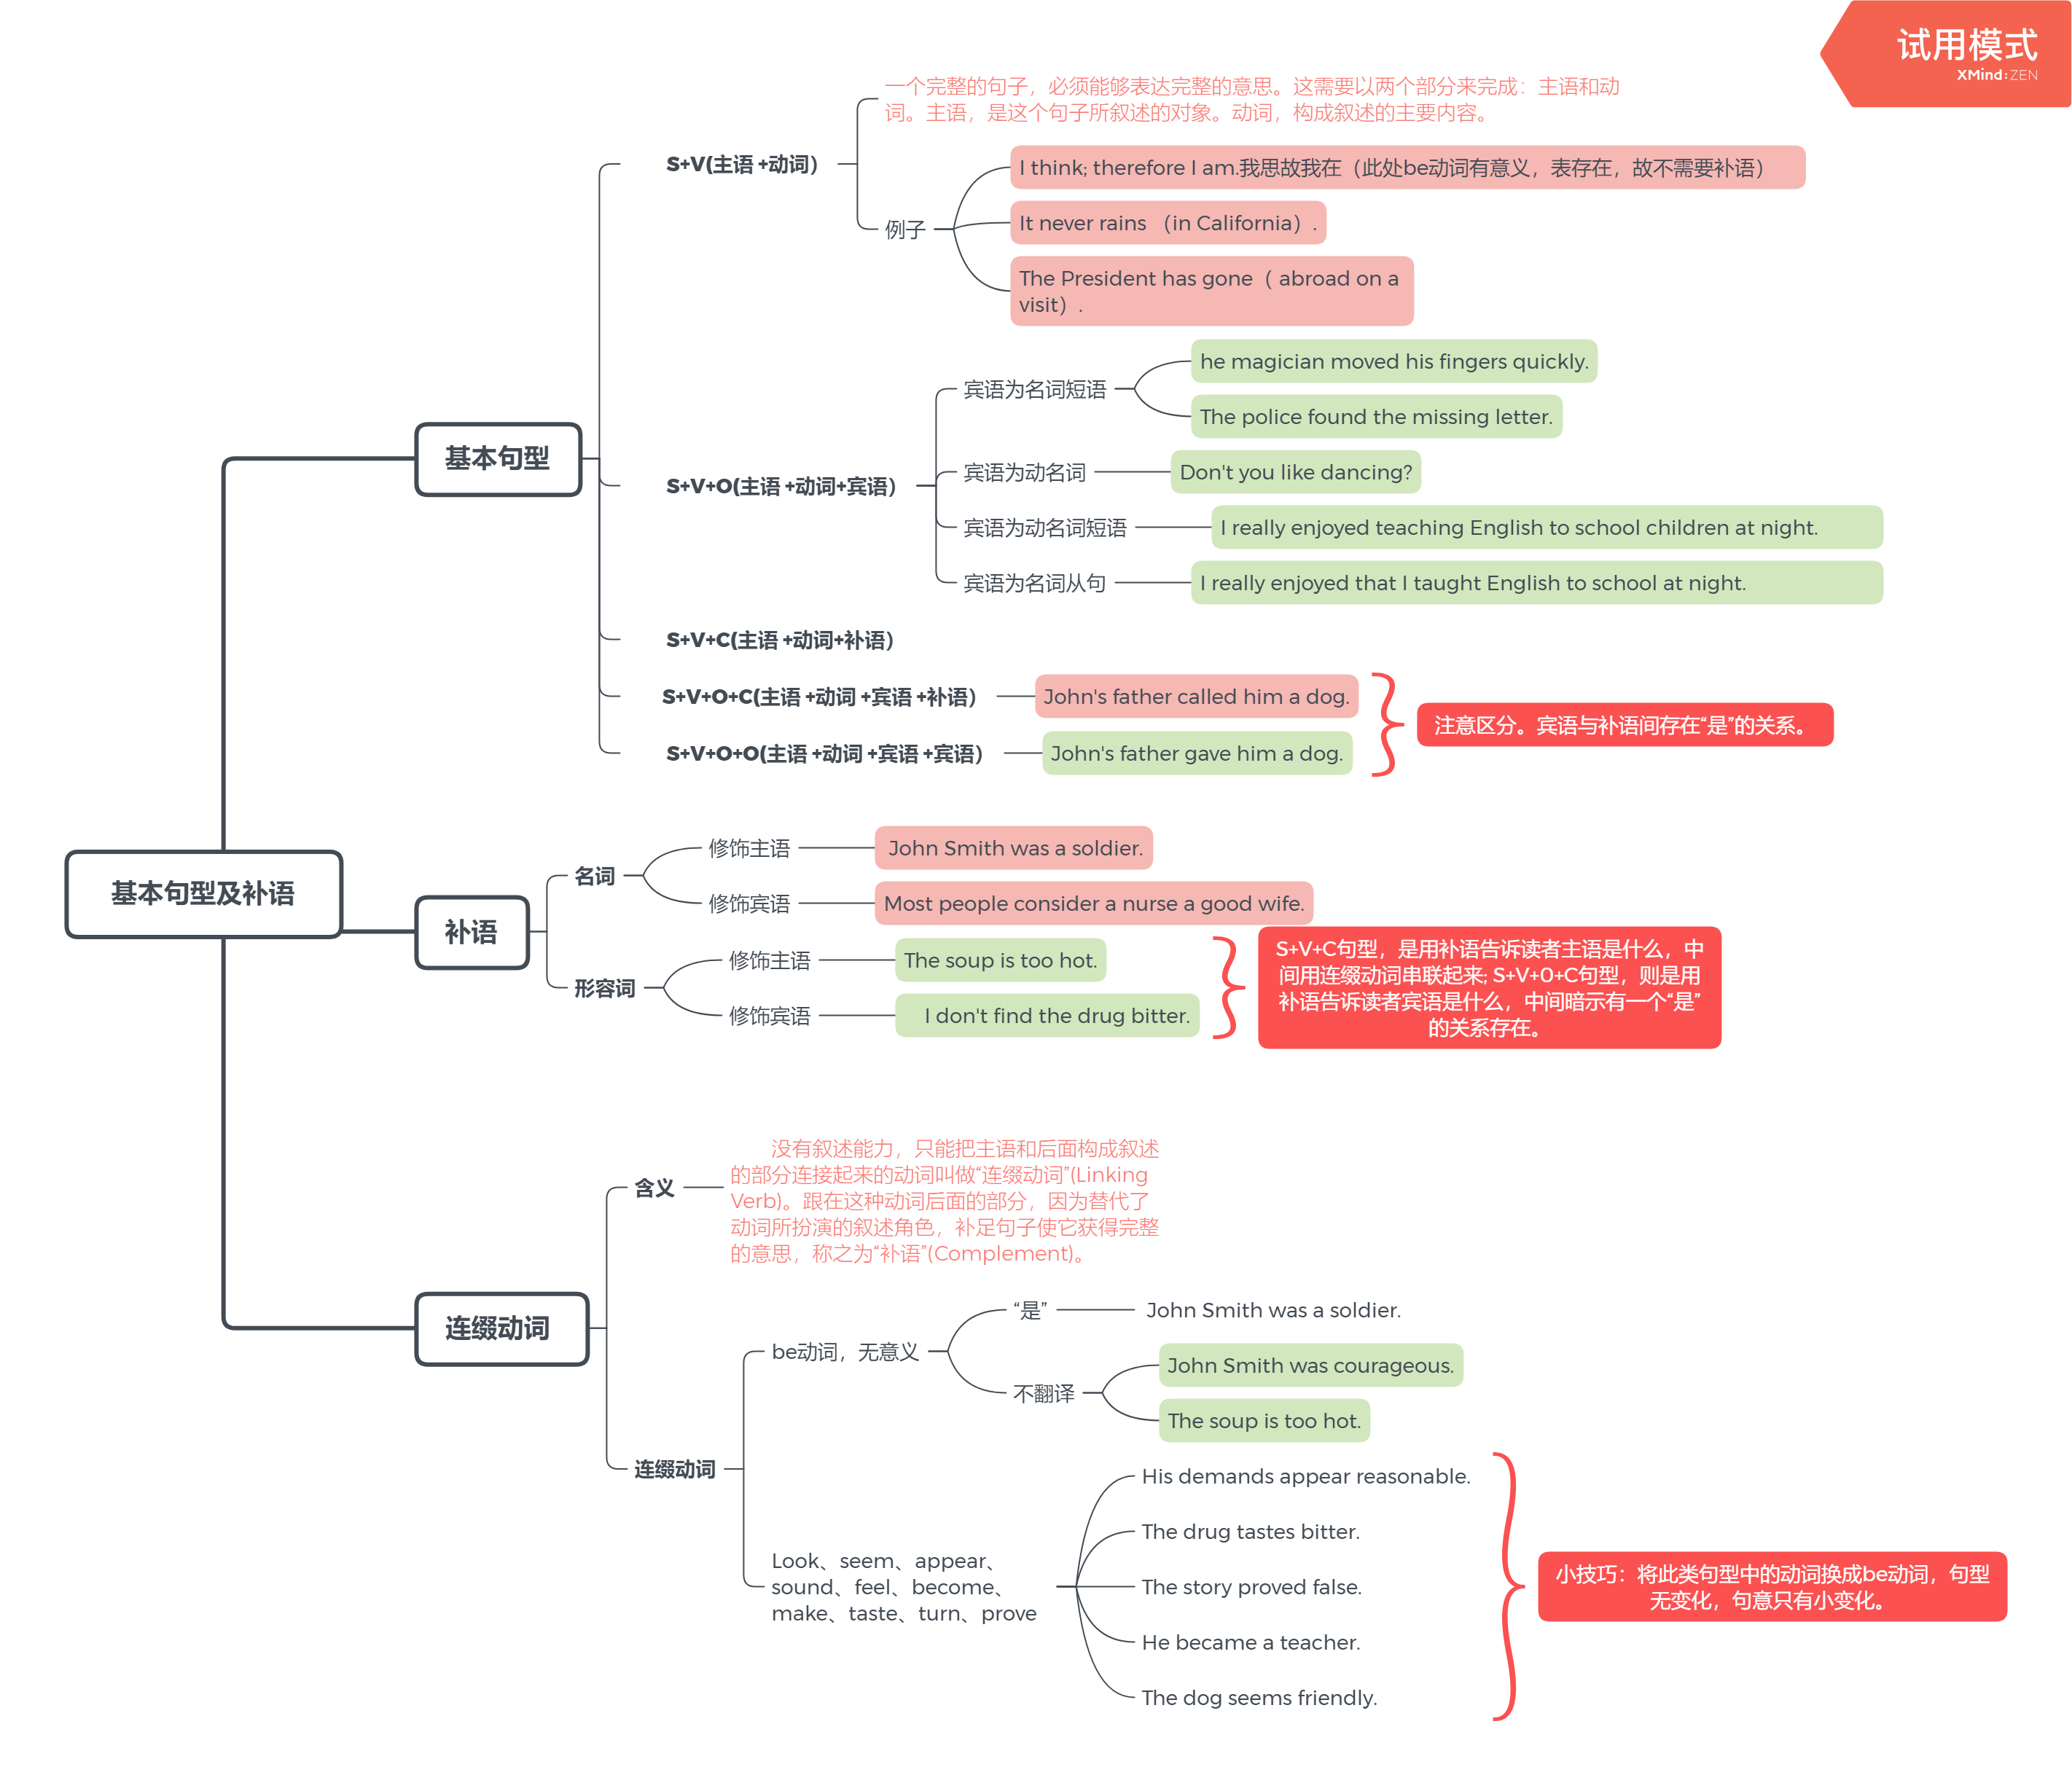 试用模式
XMind:ZEN
基本句型及补语
基本句型
S+V(主语 +动词)
一个完整的句子，必须能够表达完整的意思。这需要以两个部分来完成：主语和动
词。主语，是这个句子所叙述的对象。动词，构成叙述的主要内容。
例子
I think; therefore I am.我思故我在（此处be动词有意义，表存在，故不需要补语）
It never rains （in California）.
The President has gone（ abroad on a
visit）.
S+V+O(主语 +动词+宾语)
宾语为名词短语
he magician moved his fingers quickly.
The police found the missing letter.
宾语为动名词
Don't you like dancing?
宾语为动名词短语
I really enjoyed teaching English to school children at night.
宾语为名词从句
I really enjoyed that I taught English to school at night.
S+V+C(主语 +动词+补语)
S+V+O+C(主语 +动词 +宾语 +补语)
John's father called him a dog.
S+V+O+O(主语 +动词 +宾语 +宾语)
John's father gave him a dog.
注意区分。宾语与补语间存在“是”的关系。
补语
名词
修饰主语
John Smith was a soldier.
修饰宾语
Most people consider a nurse a good wife.
形容词
修饰主语
The soup is too hot.
修饰宾语
I don't find the drug bitter.
S+V+C句型，是用补语告诉读者主语是什么，中
间用连缀动词串联起来; S+V+0+C句型，则是用
补语告诉读者宾语是什么，中间暗示有一个“是”
的关系存在。
连缀动词
含义
没有叙述能力，只能把主语和后面构成叙述
的部分连接起来的动词叫做“连缀动词”(Linking
Verb)。跟在这种动词后面的部分，因为替代了
动词所扮演的叙述角色，补足句子使它获得完整
的意思，称之为“补语”(Complement)。
连缀动词
be动词，无意义
“是”
John Smith was a soldier.
不翻译
John Smith was courageous.
The soup is too hot.
Look、seem、appear、
sound、feel、become、
make、taste、turn、prove
His demands appear reasonable.
The drug tastes bitter.
The story proved false.
He became a teacher.
The dog seems friendly.
小技巧：将此类句型中的动词换成be动词，句型
无变化，句意只有小变化。